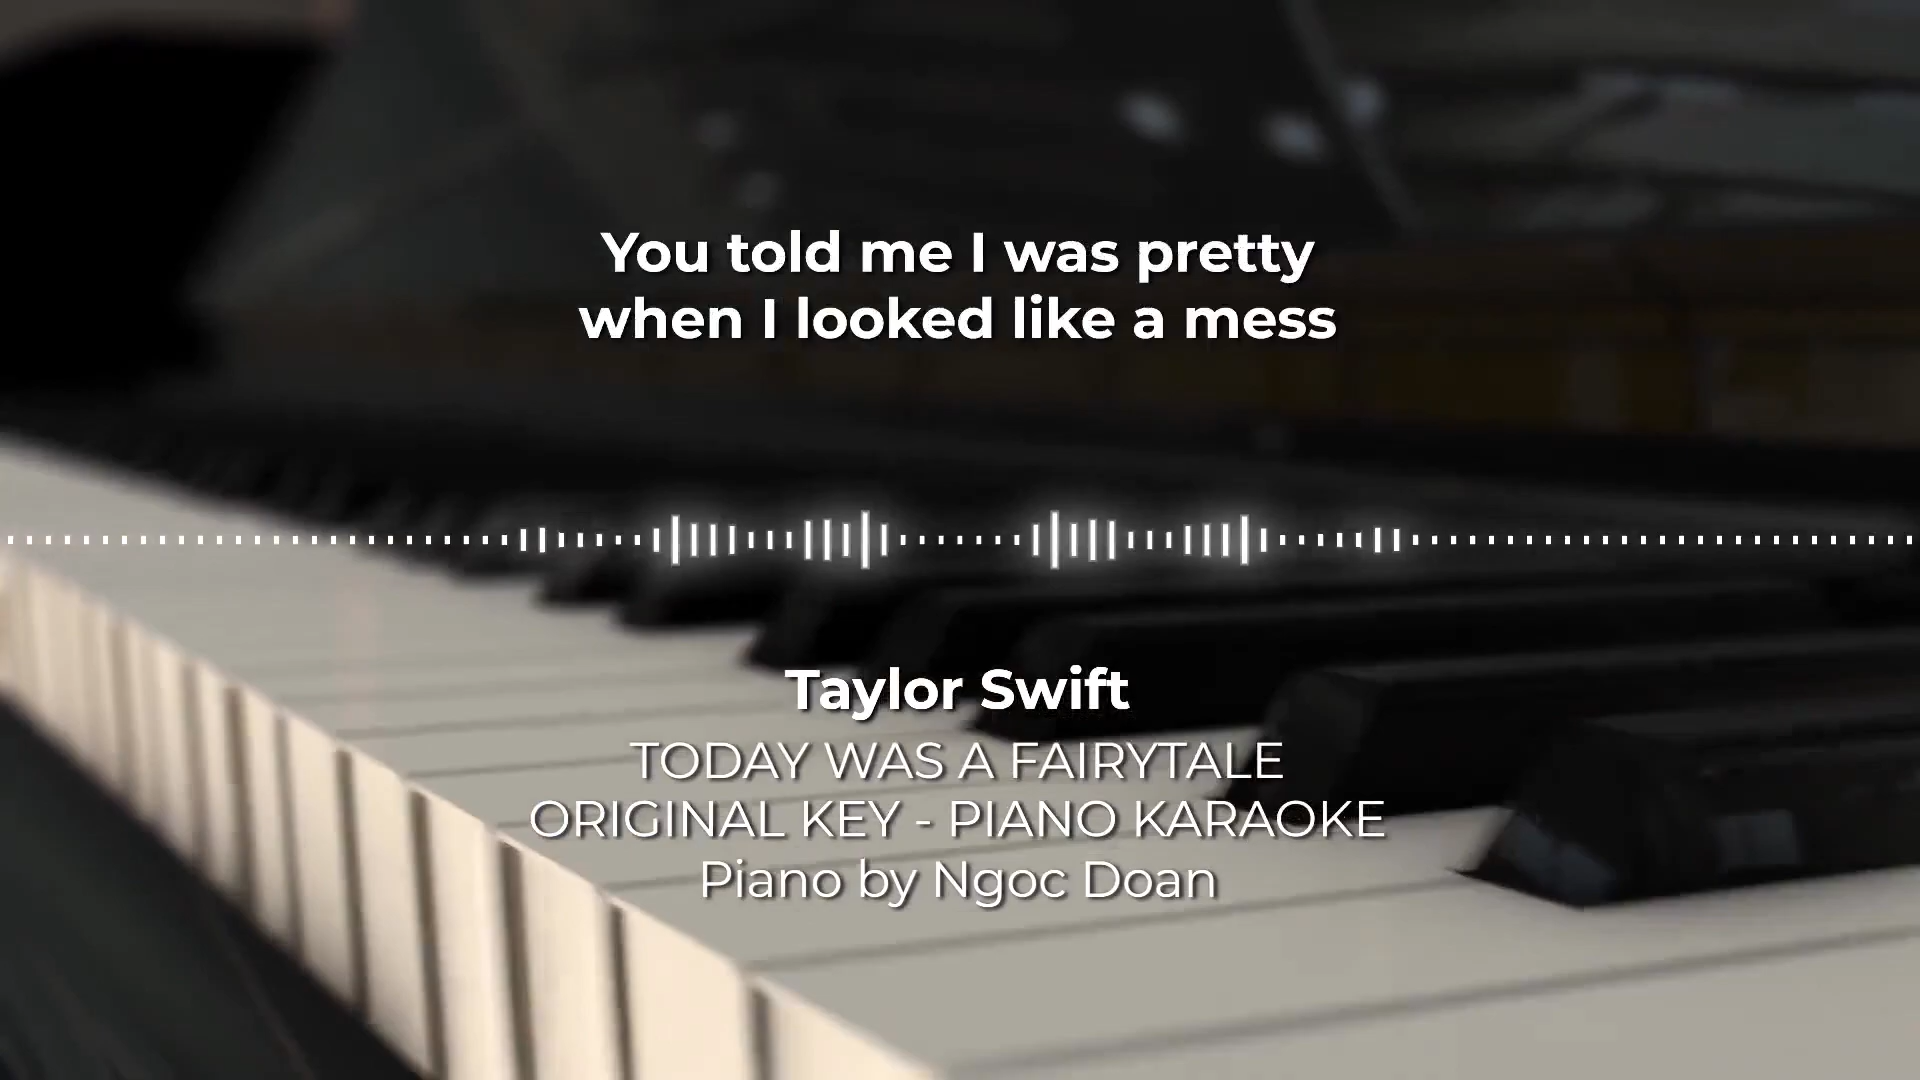 You told me I was pretty
when I looked like a mess
Taylor Swift
TODAY WAS A FAIRYTALE
ORIGINAL KEY - PIANO KARAOKE
Piano by Ngoc Doan